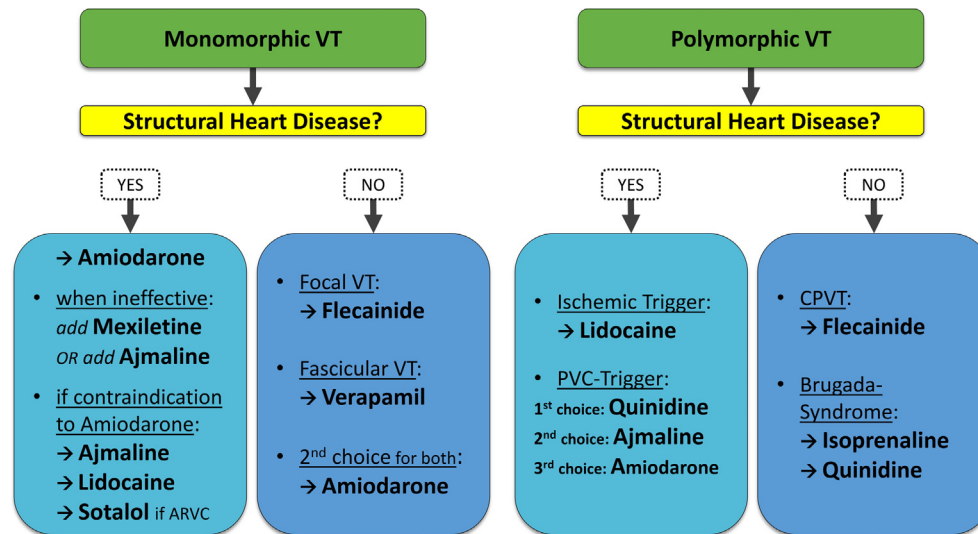 Monomorphic VT
Structural Heart Disease?
YES
→ Amiodarone
• when ineffective:
add Mexiletine
OR add Ajmaline
• if contraindication
to Amiodarone:
→ Ajmaline
→ Lidocaine
→ Sotalol if ARVC
NO
• Focal VT:
→ Flecainide
• Fascicular VT:
→ Verapamil
• 2nd choice for both:
→ Amiodarone
Polymorphic VT
Structural Heart Disease?
YES
• Ischemic Trigger:
→ Lidocaine
• PVC-Trigger:
1st choice: Quinidine
2nd choice: Ajmaline
3rd choice: Amiodarone
NO
• CPVT:
→ Flecainide
• Brugada-
Syndrome:
→ Isoprenaline
→ Quinidine